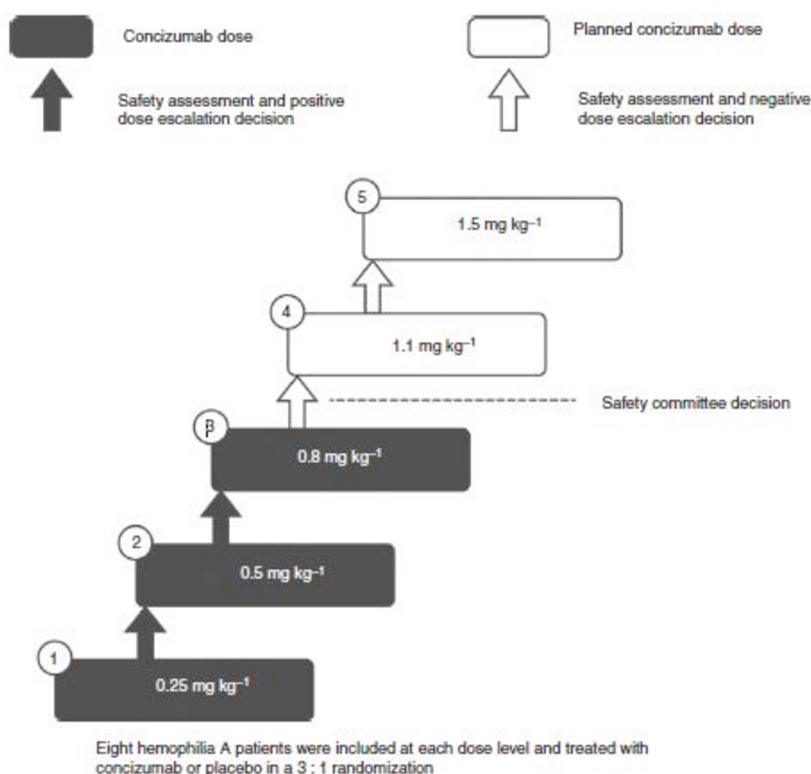 Concizumab dose
Planned concizumab dose
Safety assessment and positive
dose escalation decision
Safety assessment and negative
dose escalation decision
5
1.5 mg kg⁻¹
4
1.1 mg kg⁻¹
Safety committee decision
0.8 mg kg⁻¹
2
0.5 mg kg⁻¹
1
0.25 mg kg⁻¹
Eight hemophilia A patients were included at each dose level and treated with
concizumab or placebo in a 3 : 1 randomization